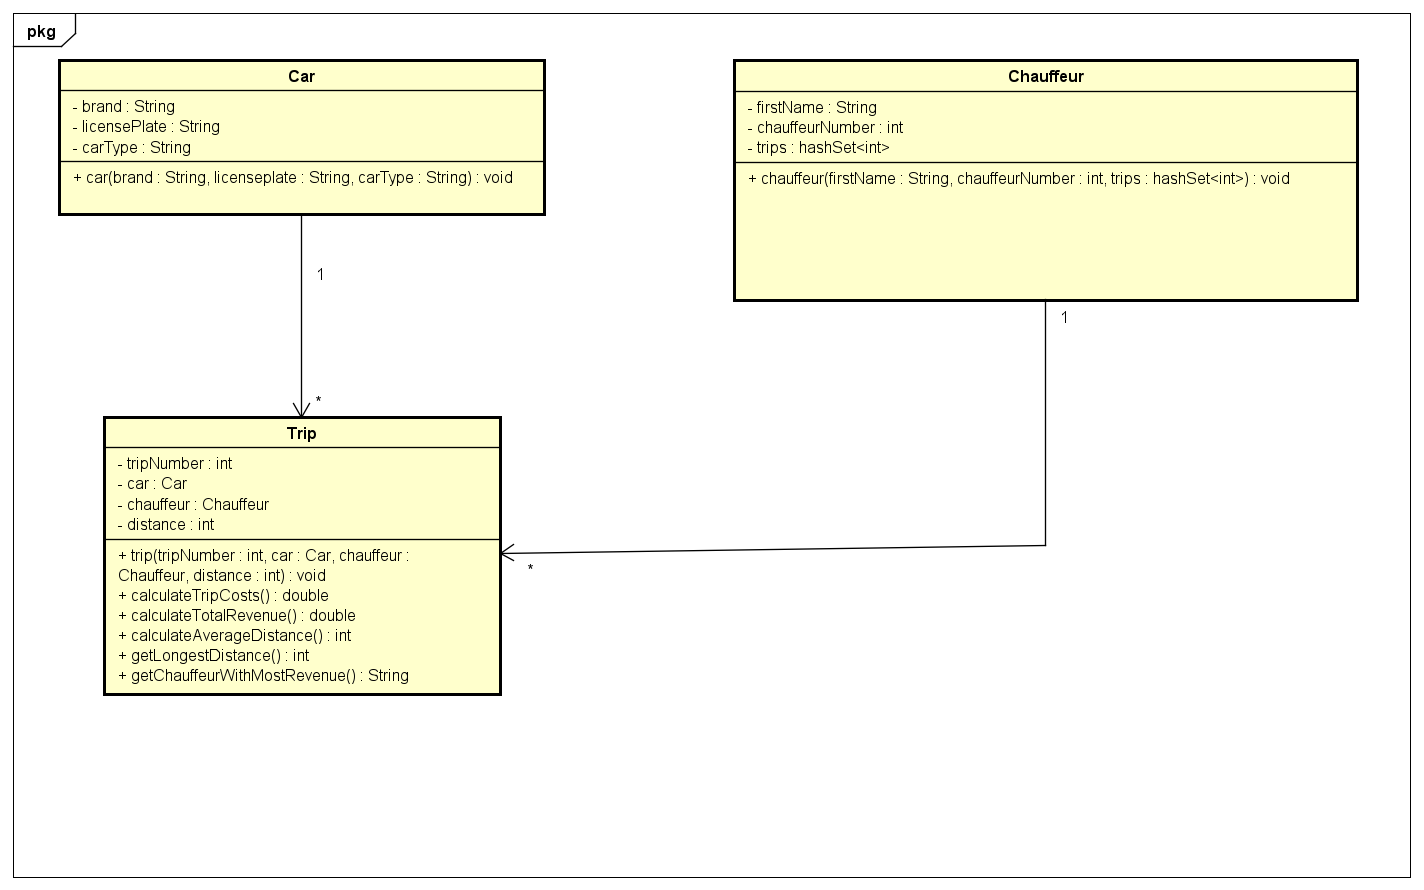 pkg
Car
- brand : String
- licensePlate : String
- carType : String
+ car(brand : String, licenseplate : String, carType : String) : void
Chauffeur
- firstName : String
- chauffeurNumber : int
- trips : hashSet<int>
+ chauffeur(firstName : String, chauffeurNumber : int, trips : hashSet<int>) : void
1
1
*
Trip
- tripNumber : int
- car : Car
- chauffeur : Chauffeur
- distance : int
+ trip(tripNumber : int, car : Car, chauffeur :
Chauffeur, distance : int) : void
+ calculateTripCosts() : double
+ calculateTotalRevenue() : double
+ calculateAverageDistance() : int
+ getLongestDistance() : int
+ getChauffeurWithMostRevenue() : String
*